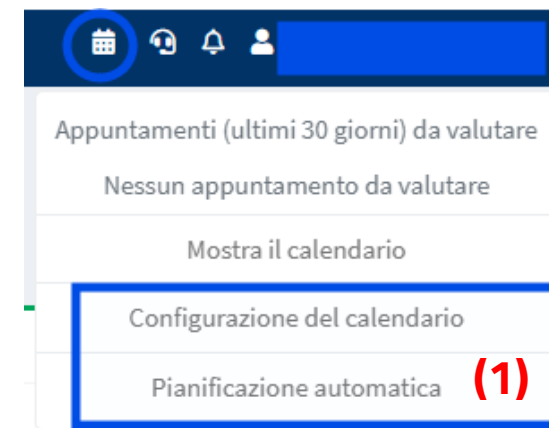 Appuntamenti (ultimi 30 giorni) da valutare
Nessun appuntamento da valutare
Mostra il calendario
Configurazione del calendario
Pianificazione automatica (1)